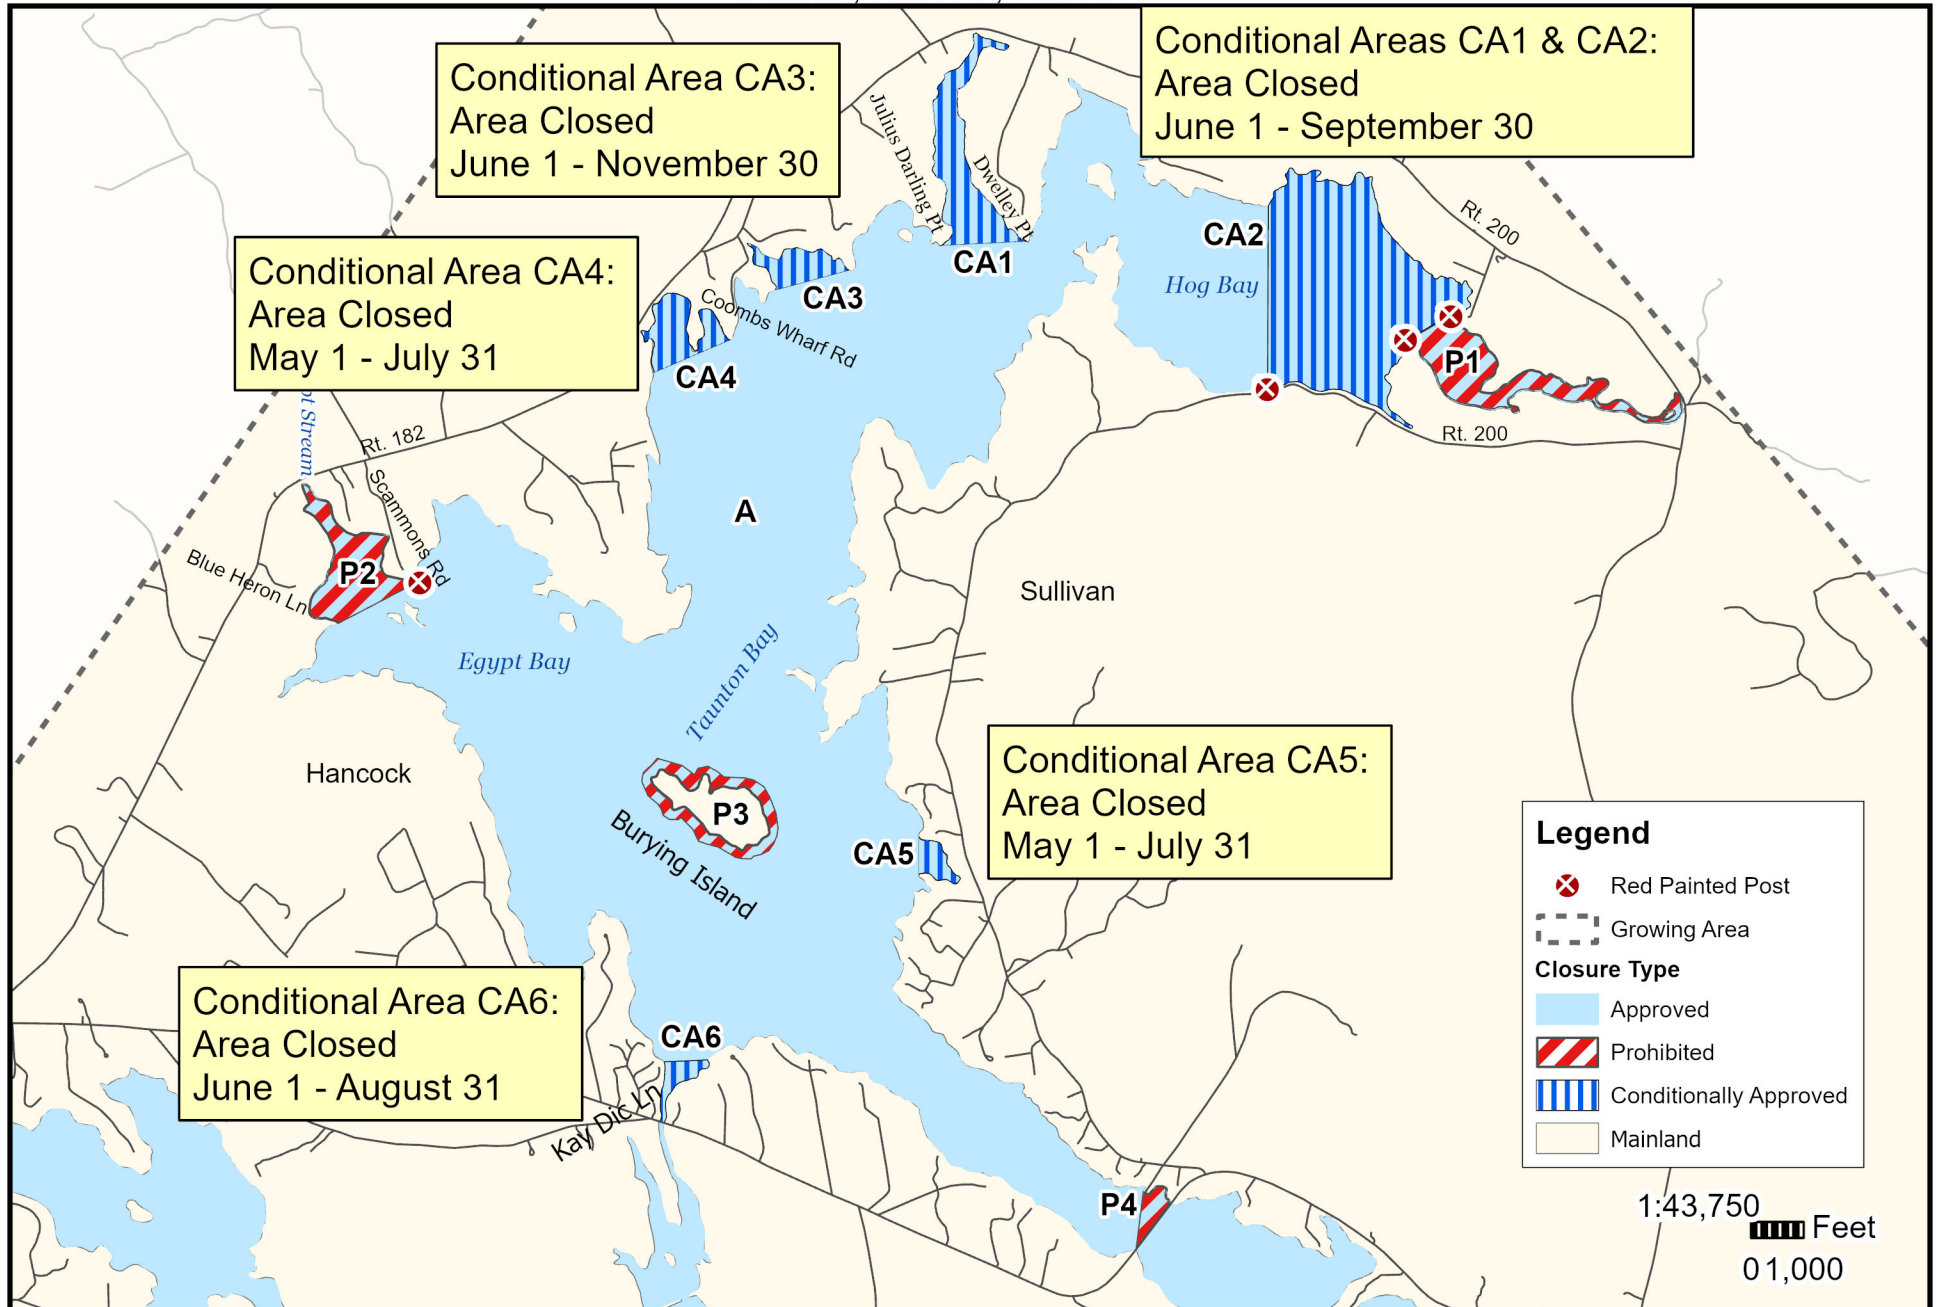 Conditional Area CA3:
Area Closed
June 1 - November 30
Conditional Areas CA1 & CA2:
Area Closed
June 1 - September 30
Julius Darling Pt
Dwelley Pt
Rt. 200
CA2
CA1
Hog Bay
Conditional Area CA4:
Area Closed
May 1 - July 31
CA3
Coombs Wharf Rd
CA4
P1
Rt. 200
Stream
Rt. 182
Scammons Rd
A
P2
Blue Heron Ln
Sullivan
Egypt Bay
Taunton Bay
Hancock
P3
Burying Island
CA5
Conditional Area CA5:
Area Closed
May 1 - July 31
Legend
Red Painted Post
Growing Area
Closure Type
Approved
Prohibited
Conditionally Approved
Mainland
Conditional Area CA6:
Area Closed
June 1 - August 31
CA6
Kay Dic Ln
P4
1:43,750
Feet
0 1,000